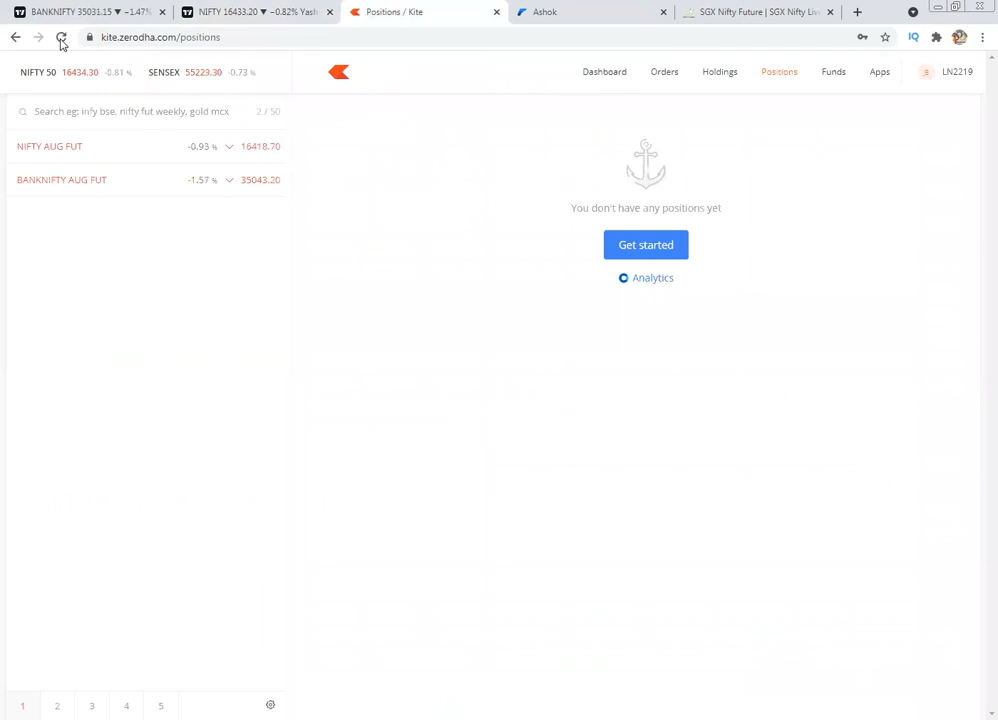 BANKNIFTY 35031.15 ▼ −1.47%
NIFTY 16433.20 ▼ −0.82% Yash
Positions / Kite
Ashok
SGX Nifty Future | SGX Nifty Live
kite.zerodha.com/positions
IQ
NIFTY 50 16434.30 -0.81 %
SENSEX 55223.30 -0.73 %
Dashboard
Orders
Holdings
Positions
Funds
Apps
LN2219
Search eg: infy bse, nifty fut weekly, gold mcx
2 / 50
NIFTY AUG FUT -0.93 % 16418.70
BANKNIFTY AUG FUT -1.57 % 35043.20
You don't have any positions yet
Get started
Analytics
1 2 3 4 5